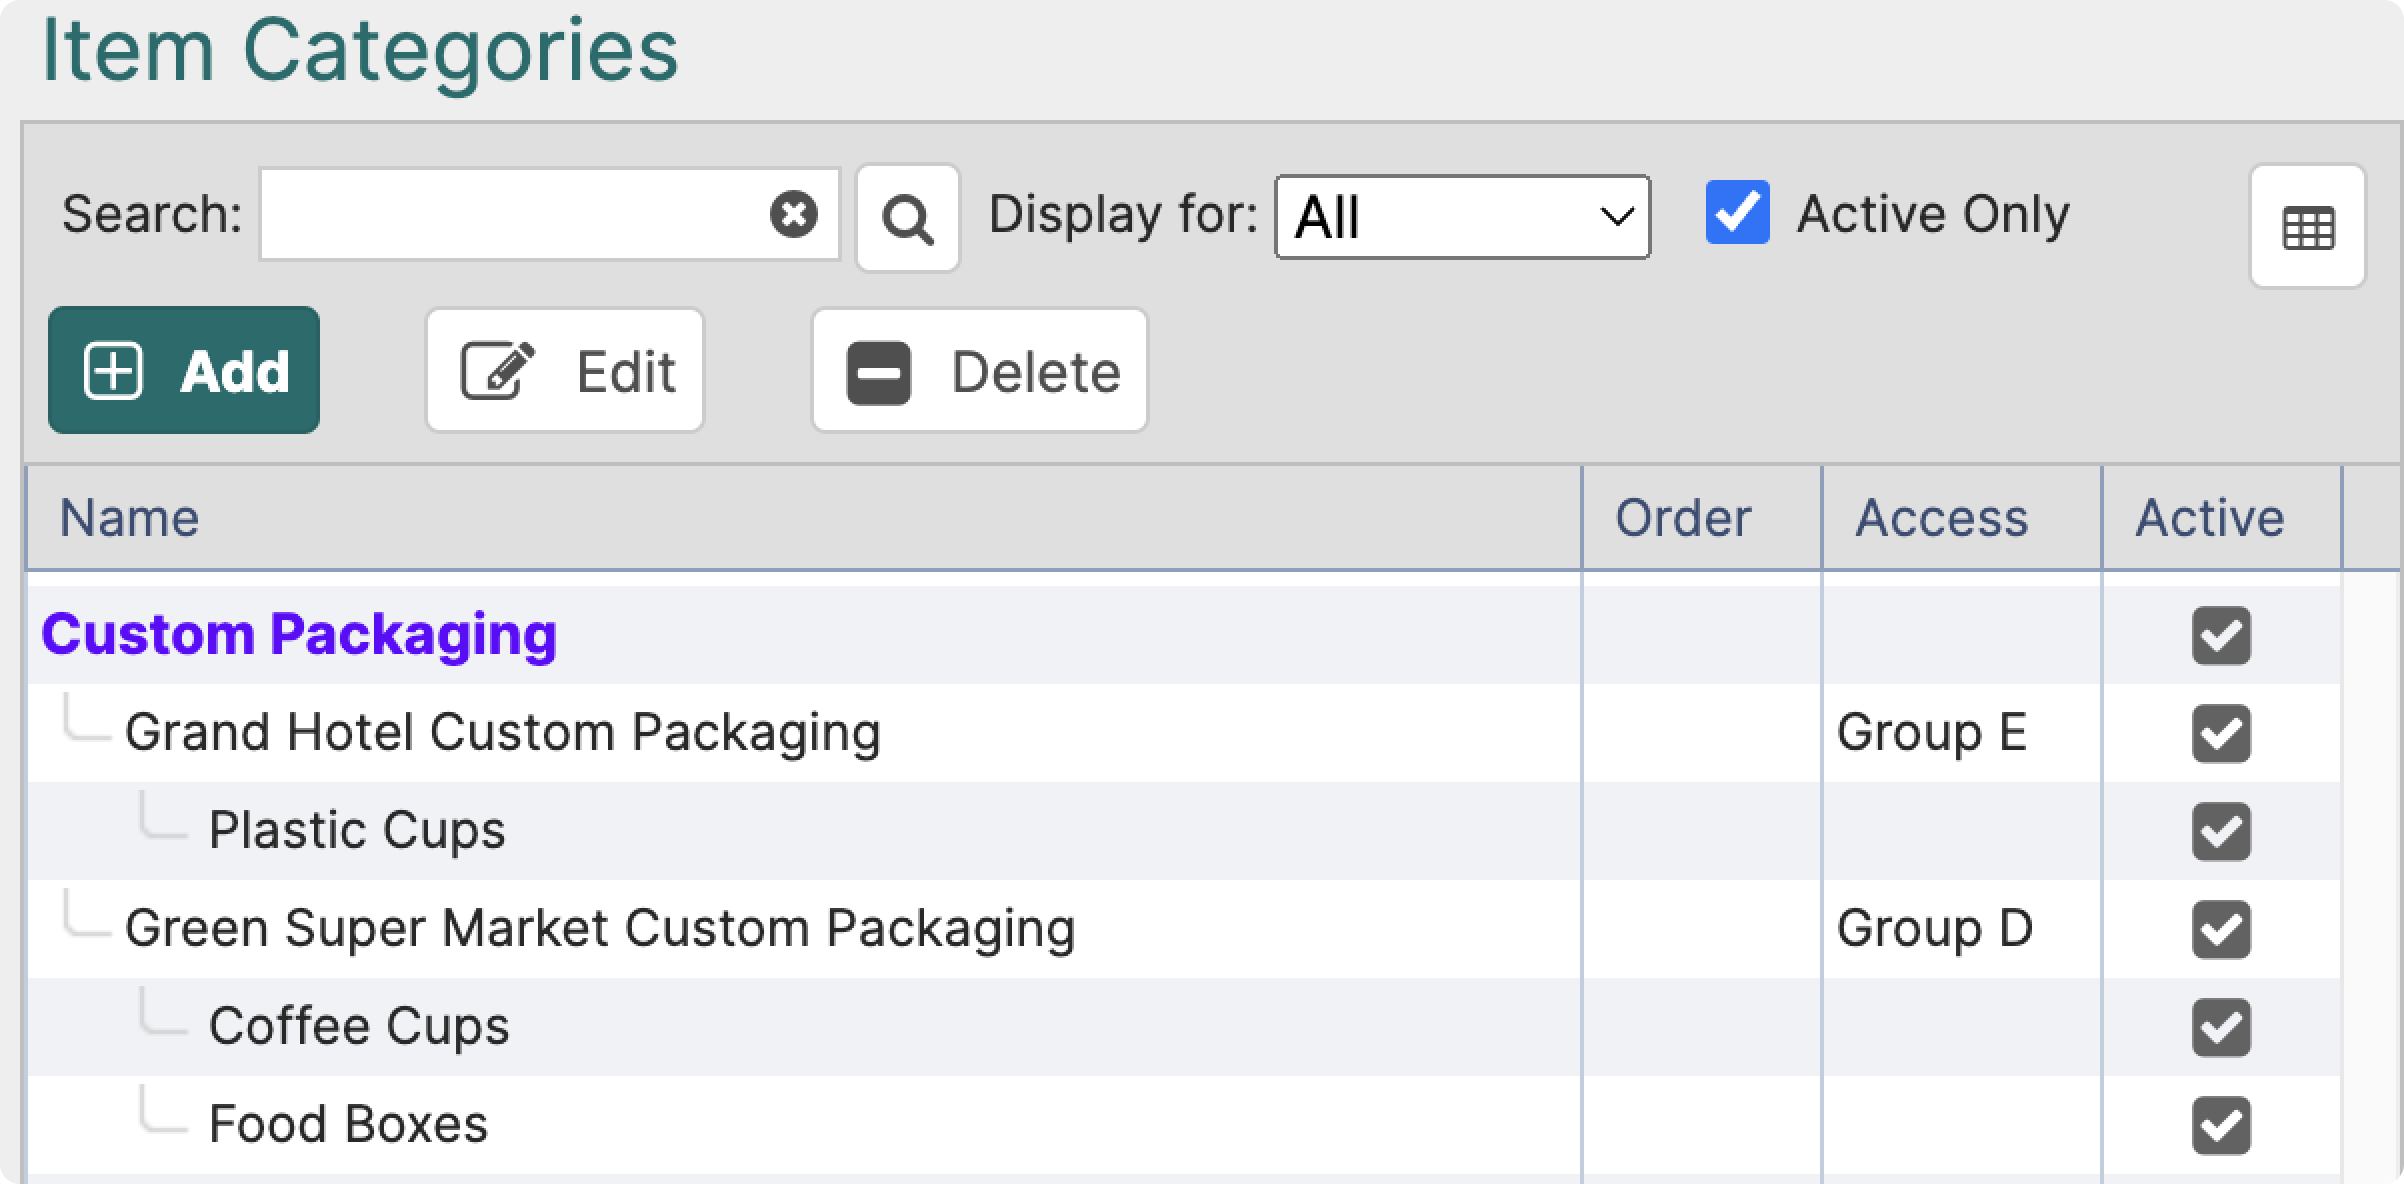 Item Categories
Search: Display for: All Active Only
Add Edit Delete
Name Order Access Active
Custom Packaging
Grand Hotel Custom Packaging Group E
Plastic Cups
Green Super Market Custom Packaging Group D
Coffee Cups
Food Boxes